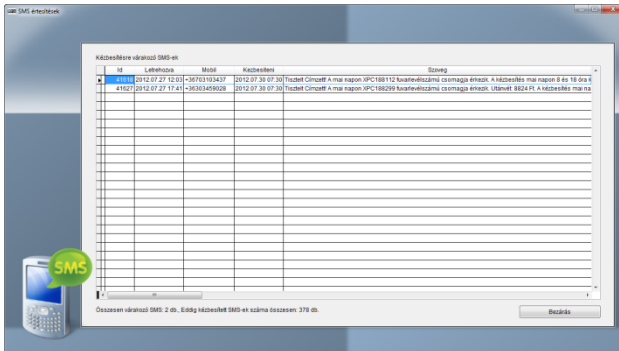 SMS értesítések
Kézbesítésre várakozó SMS-ek
Id Letrehozva Mobil Kezbesiteni Szoveg
41618 2012.07.27 12:03 +36703103437 2012.07.30 07:30 Tisztelt Címzett! A mai napon XPC188112 fuvarlevélszámú csomagja érkezik. A kézbesítés mai napon 8 és 18 óra
41627 2012.07.27 17:41 +36303459028 2012.07.30 07:30 Tisztelt Címzett! A mai napon XPC188299 fuvarlevélszámú csomagja érkezik. Utánvét: 8824 Ft. A kézbesítés mai na
SMS
Összesen várakozó SMS: 2 db., Eddig kézbesített SMS-ek száma összesen: 378 db.
Bezárás